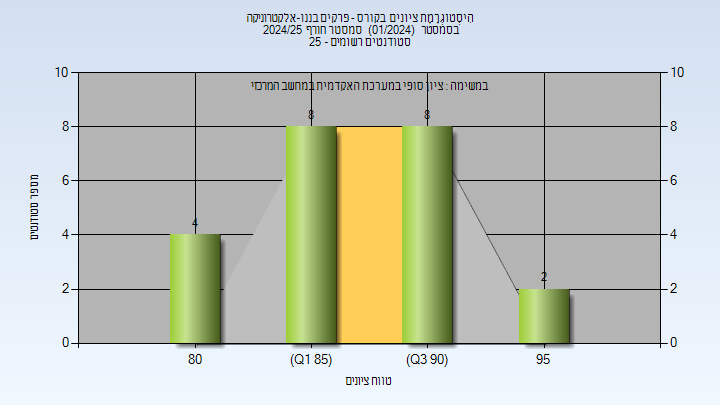 היסטוגרמת ציונים בקורס - פרקים בננו-אלקטרוניקה
בסמסטר (01/2024) סמסטר חורף 2024/25
סטודנטים רשומים - 25
במשימה : ציון סופי במערכת האקדמית במחשב המרכזי
10 10
8 8 8 8
6 6
מספר סטודנטים
4 4 4
2 2 2
0 0
80 (Q1 85) (Q3 90) 95
טווח ציונים